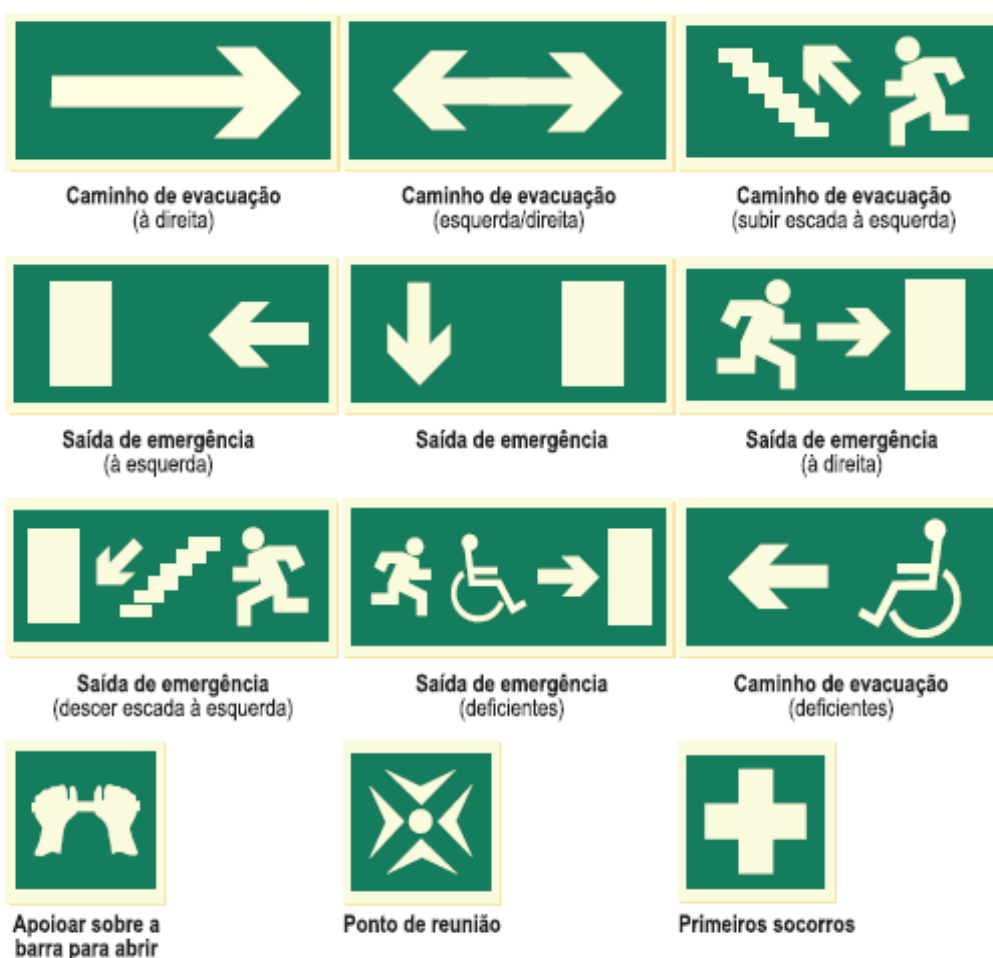 Caminho de evacuação
(à direita)
Caminho de evacuação
(esquerda/direita)
Caminho de evacuação
(subir escada à esquerda)
Saída de emergência
(à esquerda)
Saída de emergência
Saída de emergência
(à direita)
Saída de emergência
(descer escada à esquerda)
Saída de emergência
(deficientes)
Caminho de evacuação
(deficientes)
Apoioar sobre a
barra para abrir
Ponto de reunião
Primeiros socorros